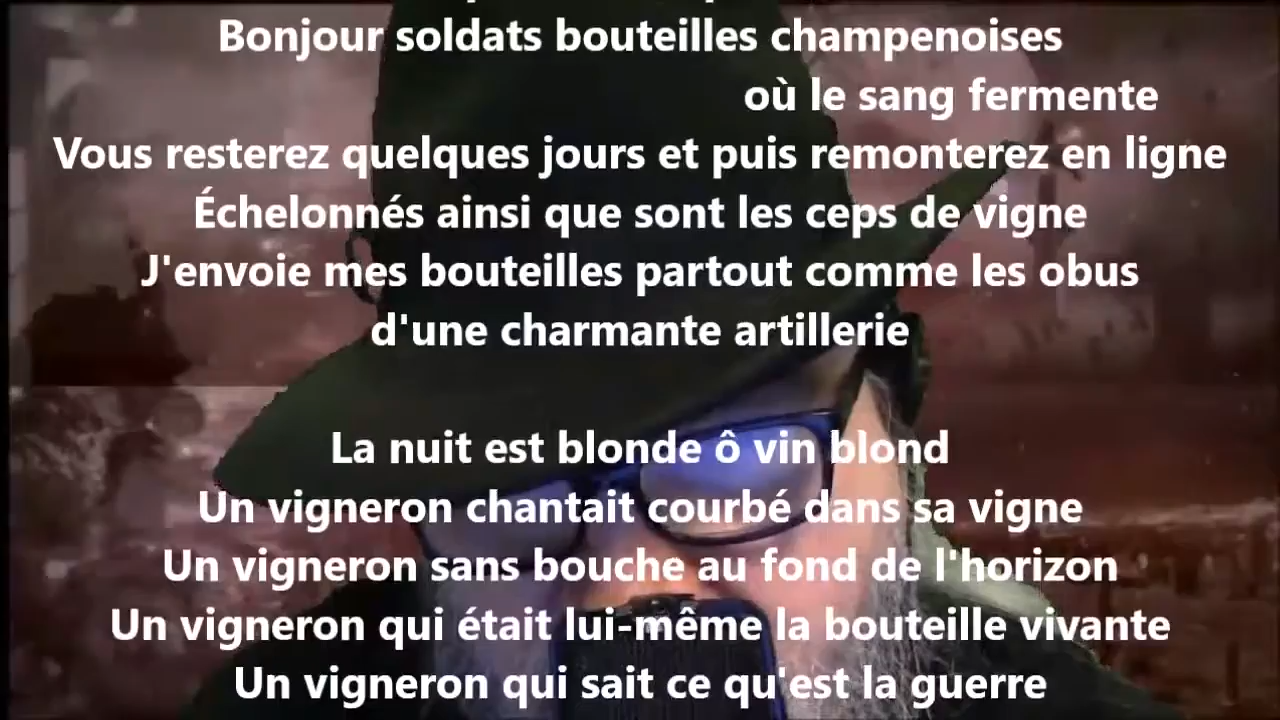 Bonjour soldats bouteilles champenoises
où le sang fermente
Vous resterez quelques jours et puis remonterez en ligne
Échelonnés ainsi que sont les ceps de vigne
J'envoie mes bouteilles partout comme les obus
d'une charmante artillerie
La nuit est blonde ô vin blond
Un vigneron chantait courbé dans sa vigne
Un vigneron sans bouche au fond de l'horizon
Un vigneron qui était lui-même la bouteille vivante
Un vigneron qui sait ce qu'est la guerre